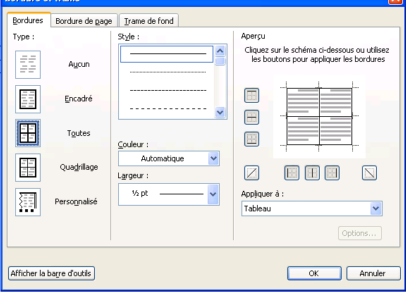 Bordures Bordure de page Trame de fond
Type :
Aucun
Encadré
Toutes
Quadrillage
Personnalisé
Style :
Couleur :
Automatique
Largeur :
½ pt
Aperçu
Cliquez sur le schéma ci-dessous ou utilisez
les boutons pour appliquer les bordures
Appliquer à :
Tableau
Options...
Afficher la barre d'outils OK Annuler